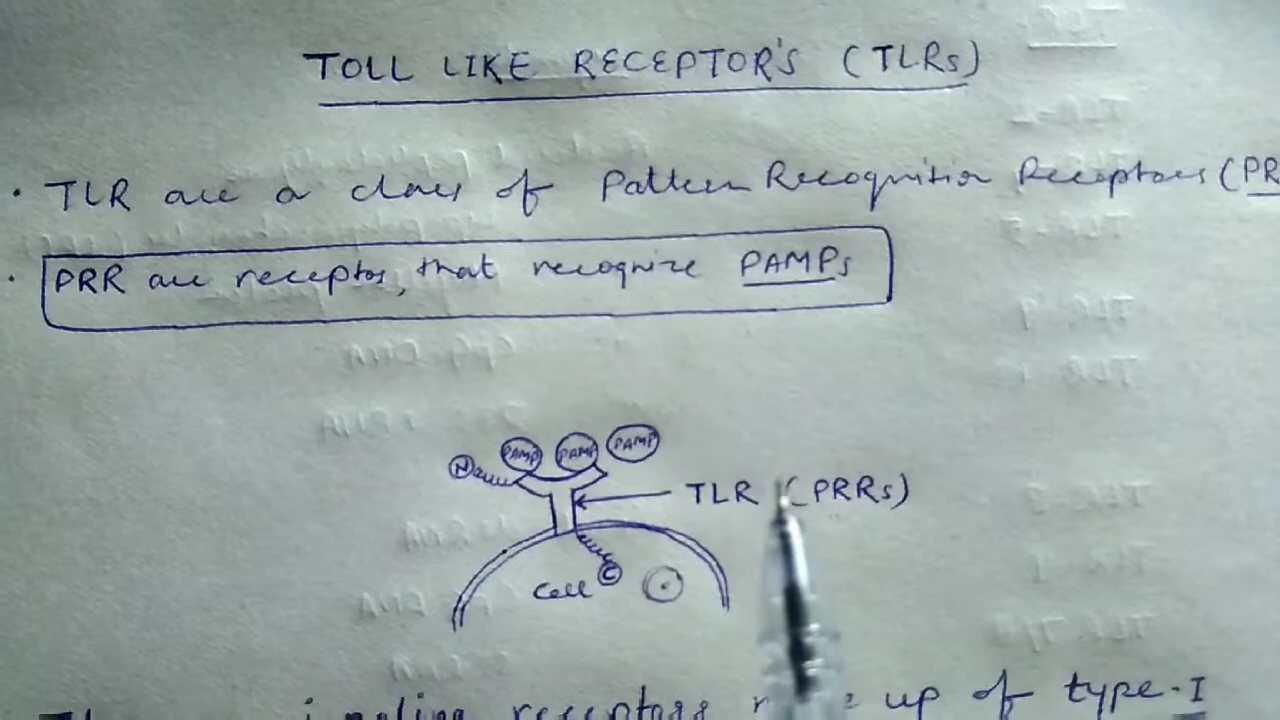 TOLL LIKE RECEPTOR'S (TLRs)
· TLR are a class of Pattern Recognition Receptors (PR
· PRR are receptos, that recognize PAMPs
PAMP PAMP PAMP
N
TLR (PRRs)
Cell C
receptors up of type-I